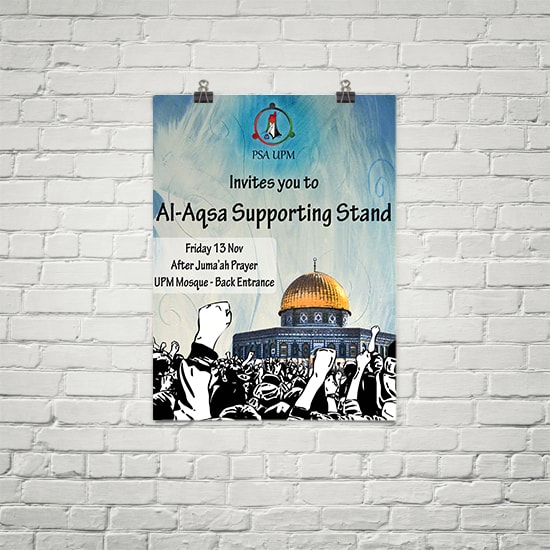 PSA UPM
Invites you to
Al-Aqsa Supporting Stand
Friday 13 Nov
After Juma'ah Prayer
UPM Mosque - Back Entrance